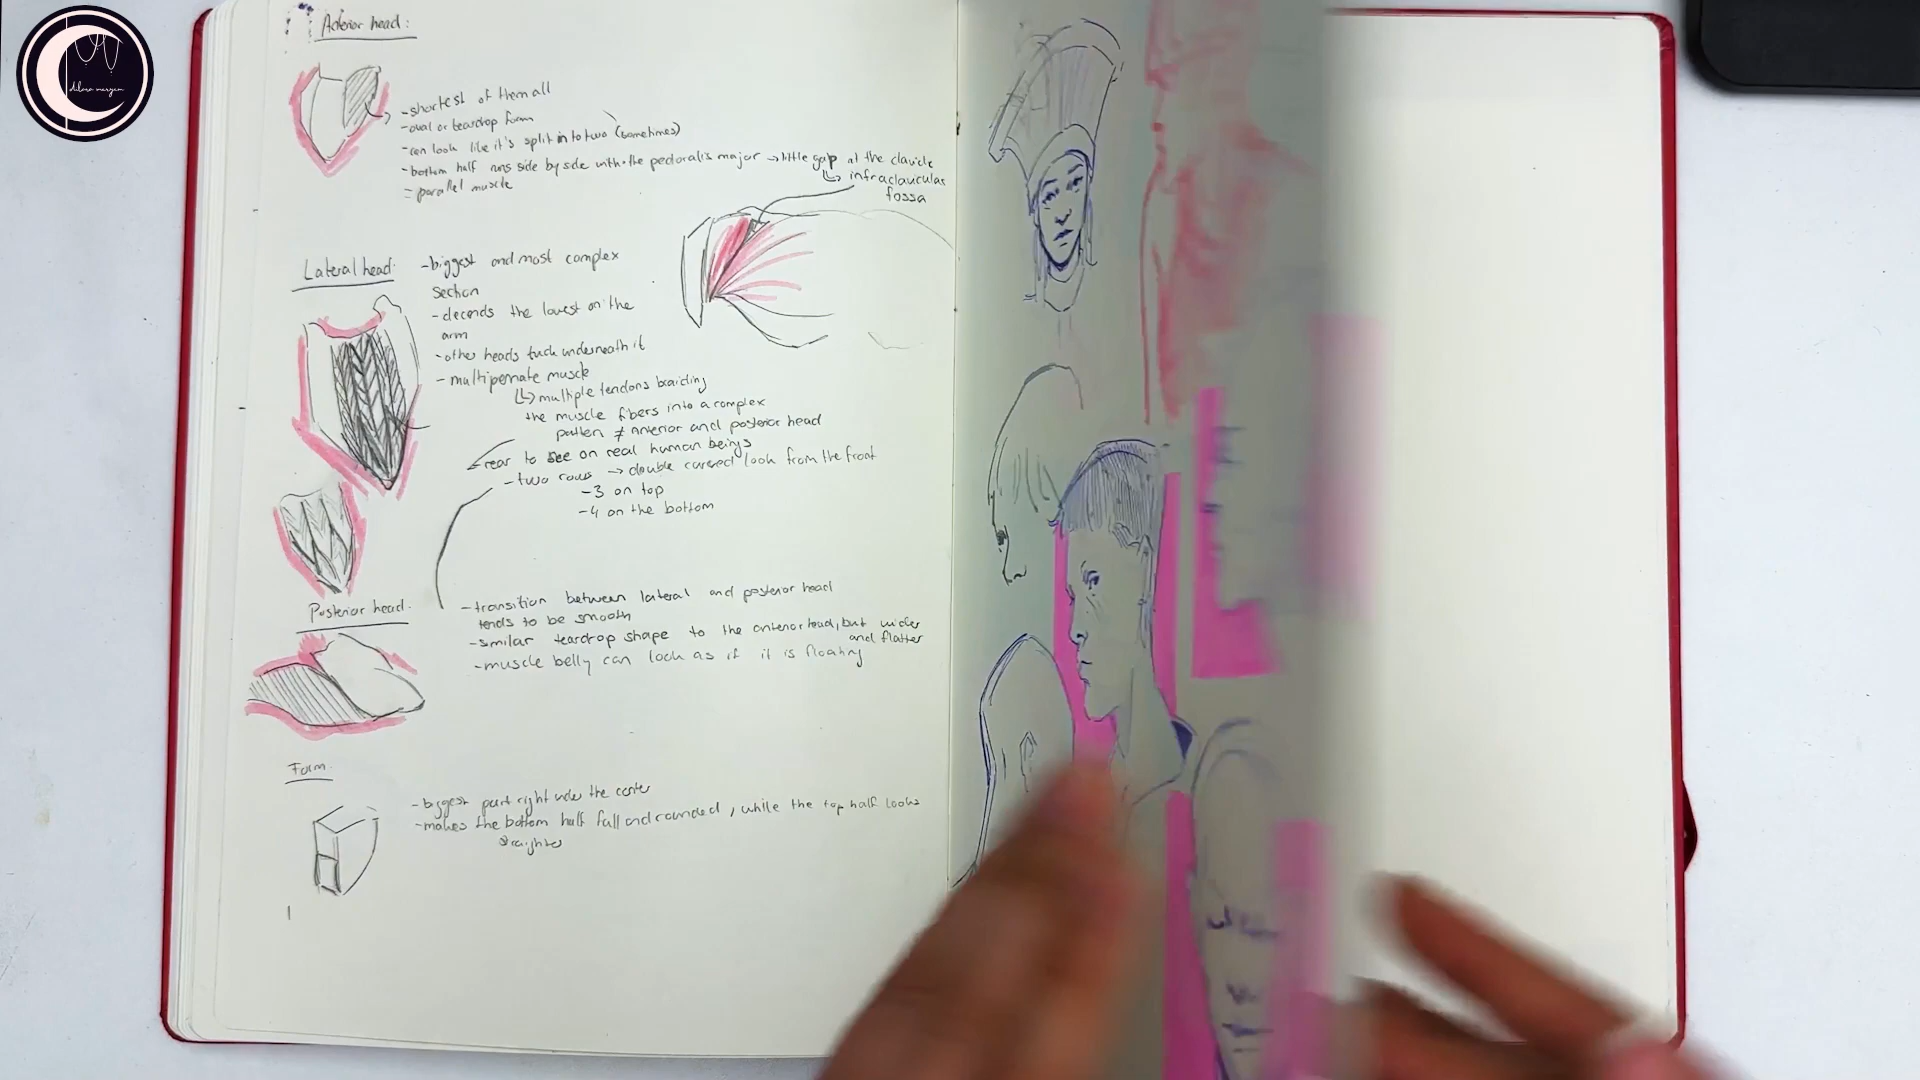 dilara meryem
Anterior head:
-shortest of them all
-oval or teardrop form
-can look like it's split in to two (sometimes)
-bottom half runs side by side with the pectoralis major → little gap at the clavicle
↳ infraclavicular
fossa
= parallel muscle
Lateral head:
-biggest and most complex
section
-decends the lowest on the
arm
-other heads tuck underneath it
-multipennate muscle
↳ multiple tendons braiding
the muscle fibers into a complex
pattern ≠ anterior and posterior head
rear to see on real human beings
-two rows → double curved look from the front
-3 on top
-4 on the bottom
Posterior head:
-transition between lateral and posterior head
tends to be smooth
-similar teardrop shape to the anterior head, but wider
and flatter
-muscle belly can look as if it is floating
Form:
-biggest part right under the center
-makes the bottom half full and rounded, while the top half looks
straighter